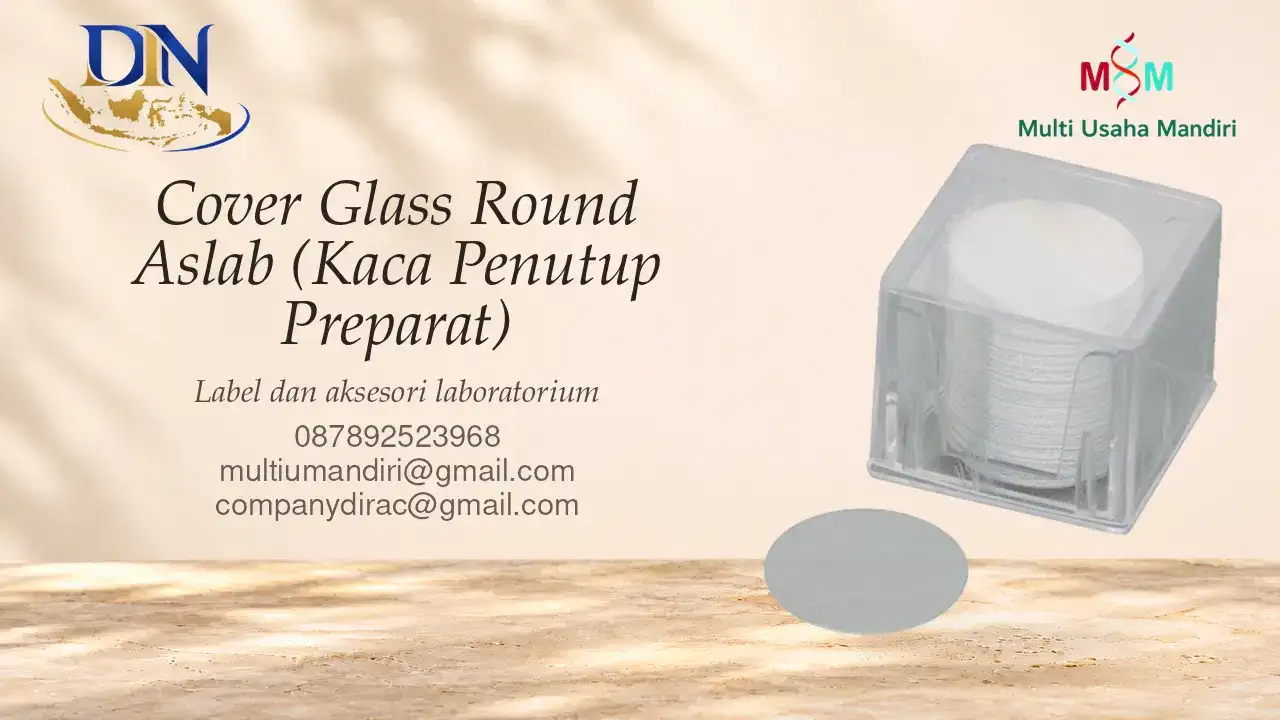 DIN
MSM
Multi Usaha Mandiri
Cover Glass Round
Aslab (Kaca Penutup
Preparat)
Label dan aksesori laboratorium
087892523968
multiumandiri@gmail.com
companydirac@gmail.com